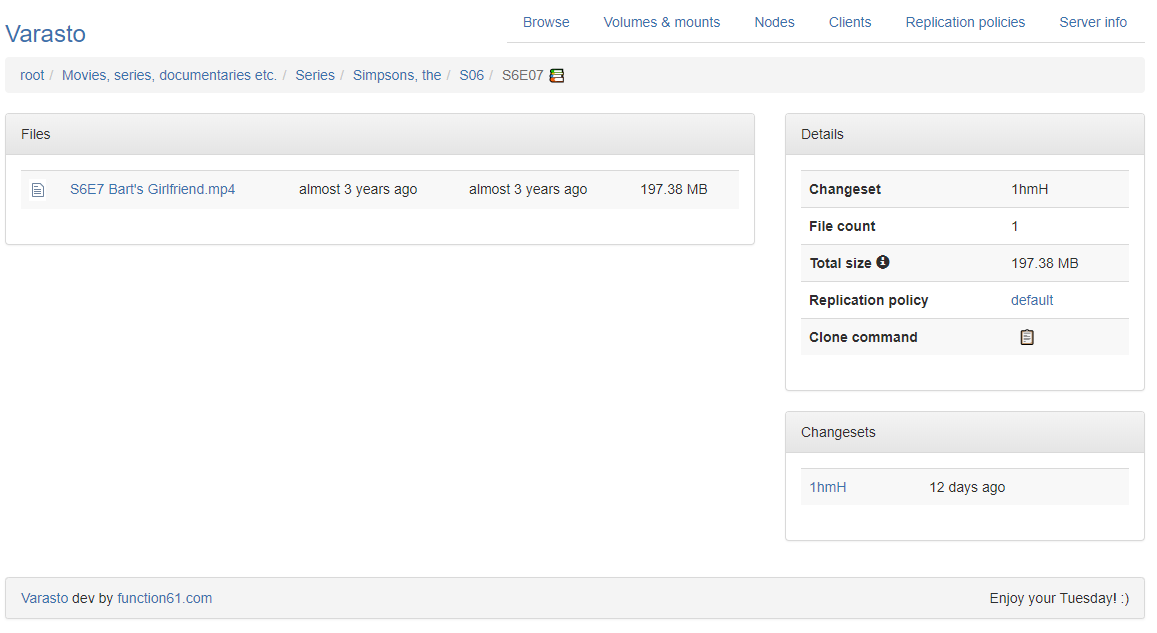 Varasto
Browse Volumes & mounts Nodes Clients Replication policies Server info
root / Movies, series, documentaries etc. / Series / Simpsons, the / S06 / S6E07
Files
S6E7 Bart's Girlfriend.mp4 almost 3 years ago almost 3 years ago 197.38 MB
Details
Changeset 1hmH
File count 1
Total size 197.38 MB
Replication policy default
Clone command
Changesets
1hmH 12 days ago
Varasto dev by function61.com
Enjoy your Tuesday! :)